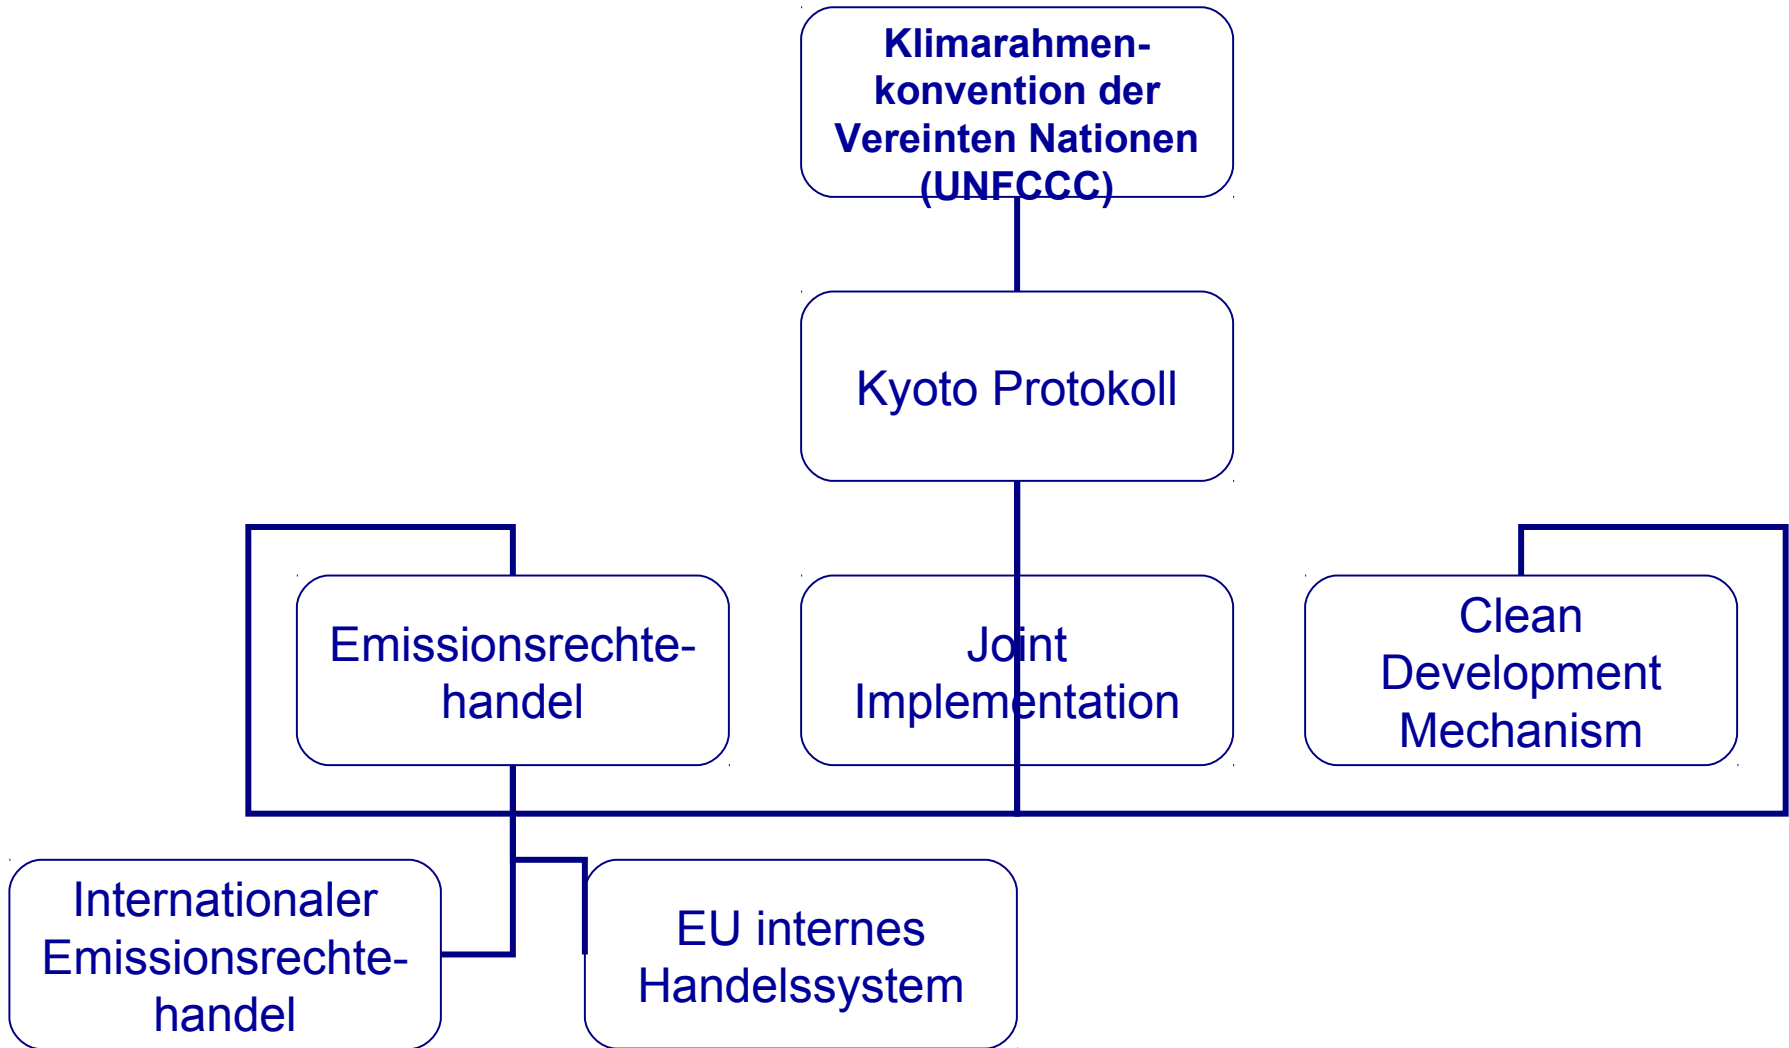 Klimarahmen-
konvention der
Vereinten Nationen
(UNFCCC)
Kyoto Protokoll
Emissionsrechte-
handel
Joint
Implementation
Clean
Development
Mechanism
Internationaler
Emissionsrechte-
handel
EU internes
Handelssystem